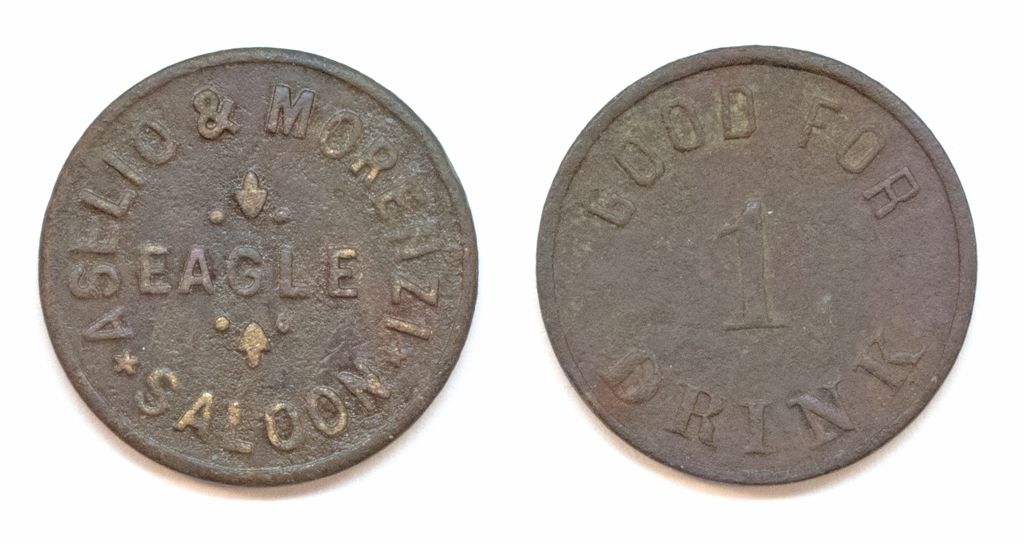 ASELIO & MORENZI
EAGLE
SALOON
GOOD FOR
1
DRINK